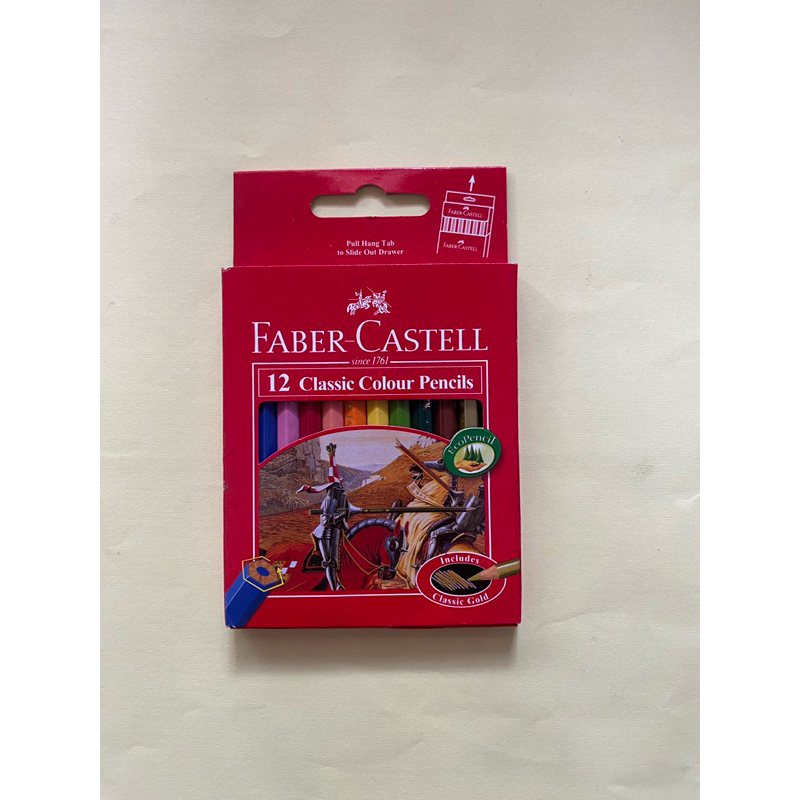 FABER-CASTELL
FABER-CASTELL
Pull Hang Tab
to Slide Out Drawer
FABER-CASTELL
since 1761
12 Classic Colour Pencils
EcoPencil
Includes
Classic Gold